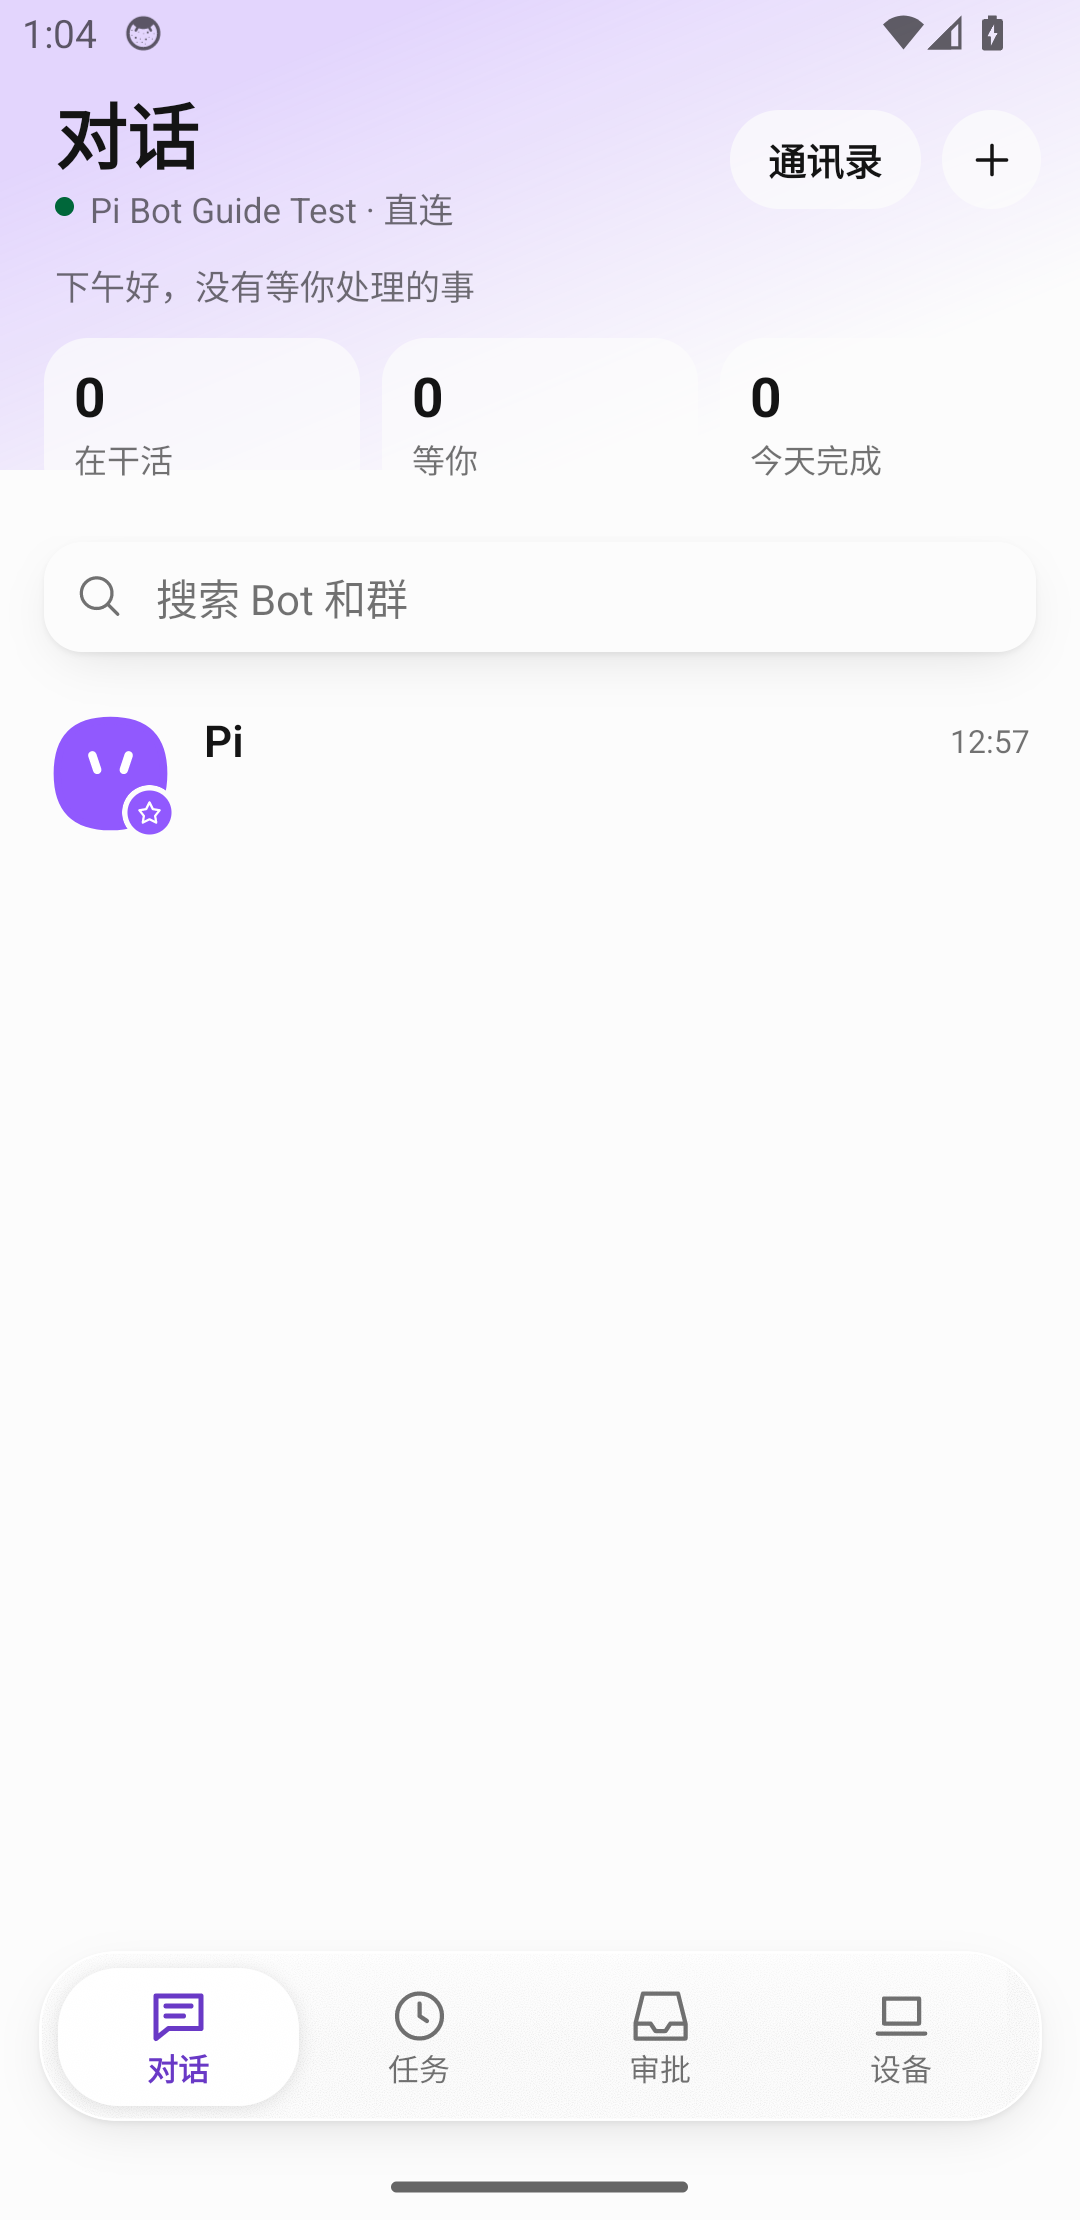 1:04
对话
通讯录
Pi Bot Guide Test · 直连
下午好，没有等你处理的事
0
在干活
0
等你
0
今天完成
搜索 Bot 和群
Pi
12:57
对话
任务
审批
设备